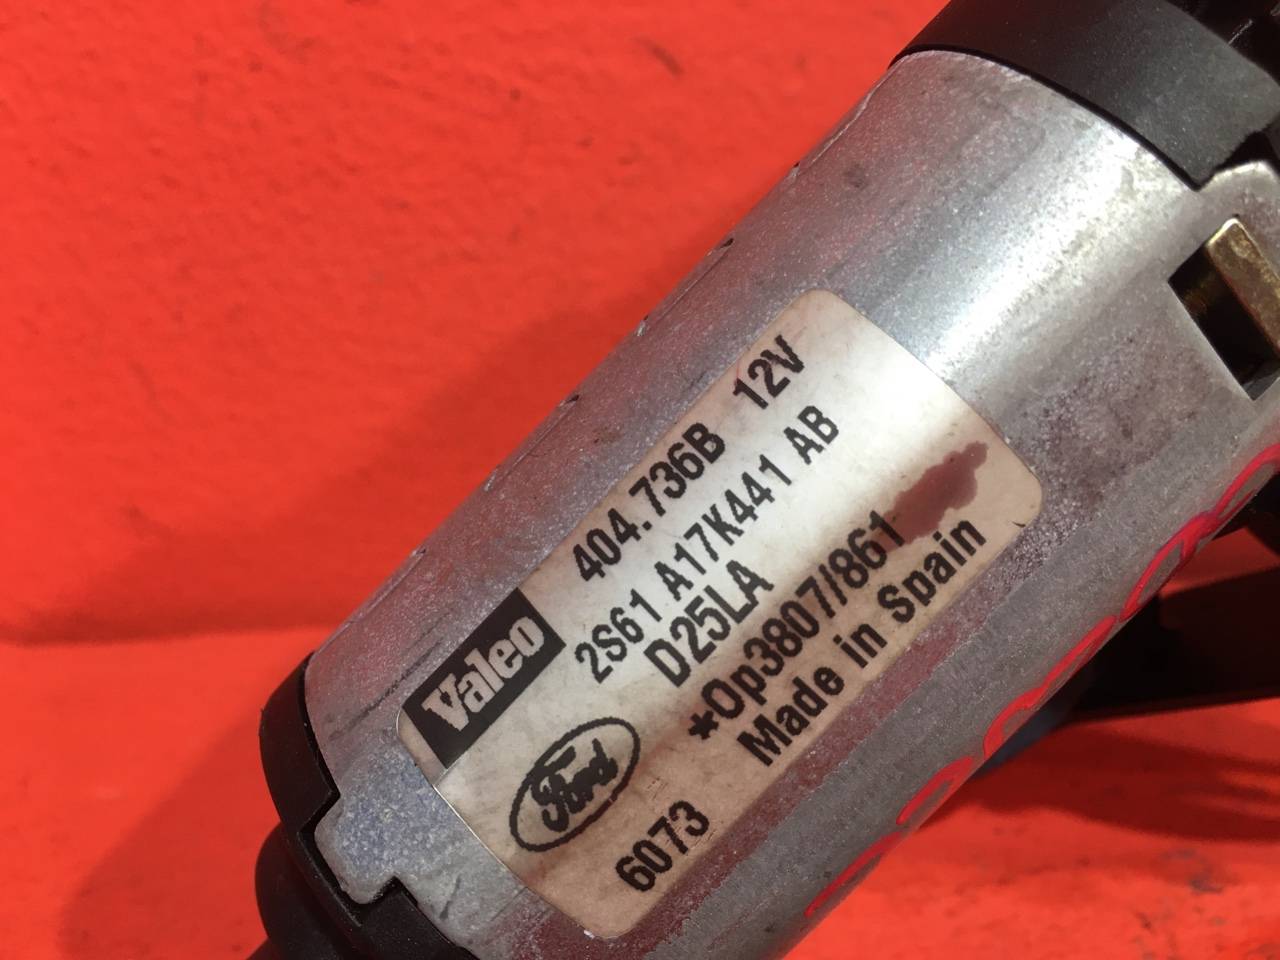 Valeo
404.736B 12V
2S61 A17K441 AB
D25LA
*Op3807/861
Made in Spain
Ford
6073